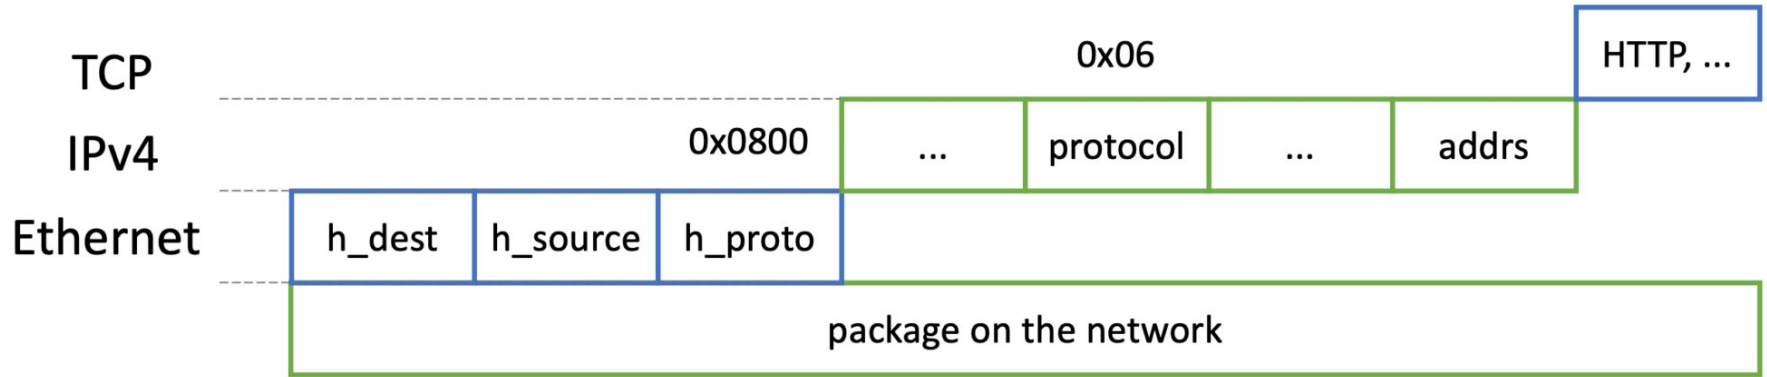 TCP
0x06
HTTP, ...
IPv4
0x0800
...
protocol
...
addrs
Ethernet
h_dest
h_source
h_proto
package on the network